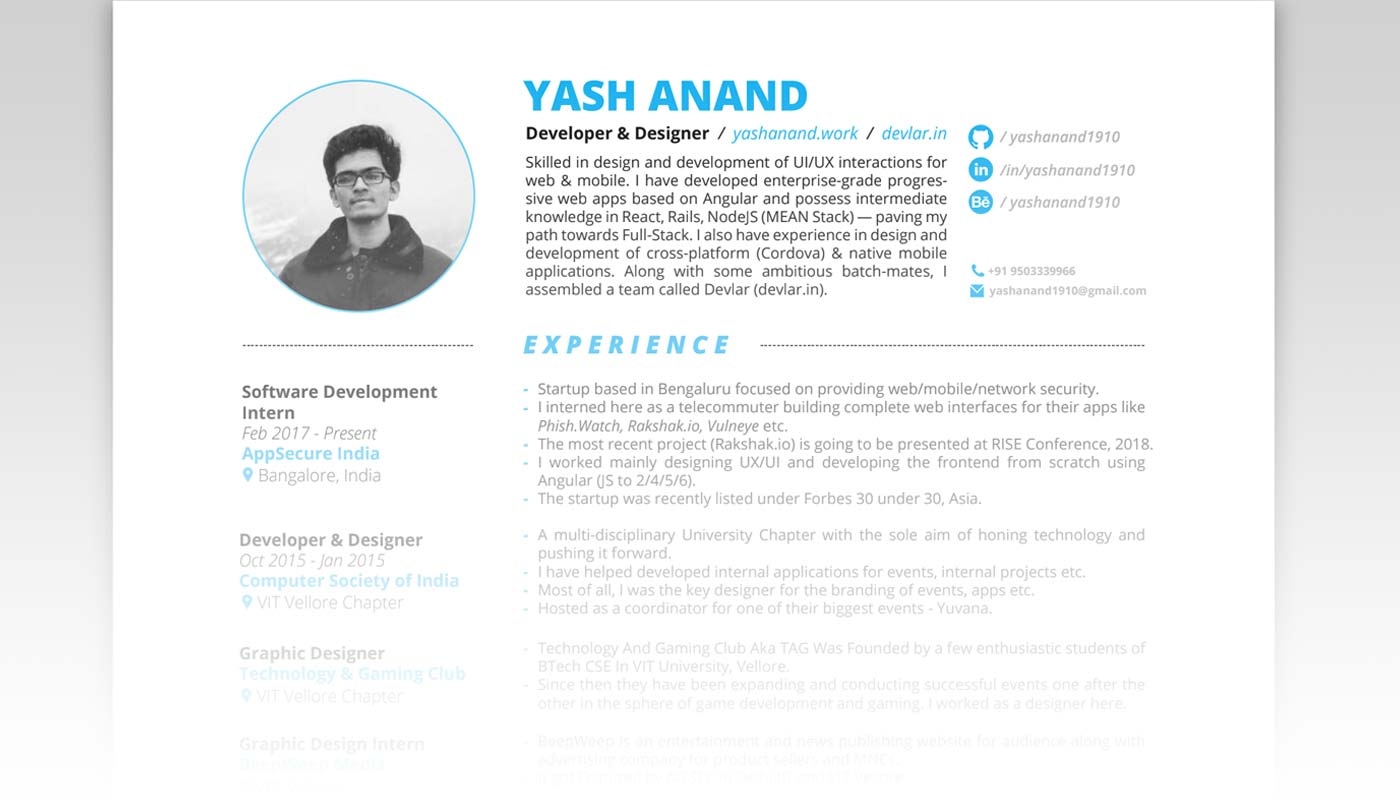 YASH ANAND
Developer & Designer / yashanand.work / devlar.in
Skilled in design and development of UI/UX interactions for
web & mobile. I have developed enterprise-grade progres-
sive web apps based on Angular and possess intermediate
knowledge in React, Rails, NodeJS (MEAN Stack) — paving my
path towards Full-Stack. I also have experience in design and
development of cross-platform (Cordova) & native mobile
applications. Along with some ambitious batch-mates, I
assembled a team called Devlar (devlar.in).
/ yashanand1910
in /in/yashanand1910
Bē / yashanand1910
+91 9503339966
yashanand1910@gmail.com
EXPERIENCE
Software Development
Intern
Feb 2017 - Present
AppSecure India
Bangalore, India
- Startup based in Bengaluru focused on providing web/mobile/network security.
- I interned here as a telecommuter building complete web interfaces for their apps like
Phish.Watch, Rakshak.io, Vulneye etc.
- The most recent project (Rakshak.io) is going to be presented at RISE Conference, 2018.
- I worked mainly designing UX/UI and developing the frontend from scratch using
Angular (JS to 2/4/5/6).
- The startup was recently listed under Forbes 30 under 30, Asia.
Developer & Designer
Oct 2015 - Jan 2015
Computer Society of India
VIT Vellore Chapter
- A multi-disciplinary University Chapter with the sole aim of honing technology and
pushing it forward.
- I have helped developed internal applications for events, internal projects etc.
- Most of all, I was the key designer for the branding of events, apps etc.
- Hosted as a coordinator for one of their biggest events - Yuvana.
Graphic Designer
Technology & Gaming Club
VIT Vellore Chapter
- Technology And Gaming Club Aka TAG Was Founded by a few enthusiastic students of
BTech CSE In VIT University, Vellore.
- Since then they have been expanding and conducting successful events one after the
other in the sphere of game development and gaming. I worked as a designer here.
Graphic Design Intern
BeepWeep Media
- BeepWeep is an entertainment and news publishing website for audience along with
advertising company for product sellers and MNCs.